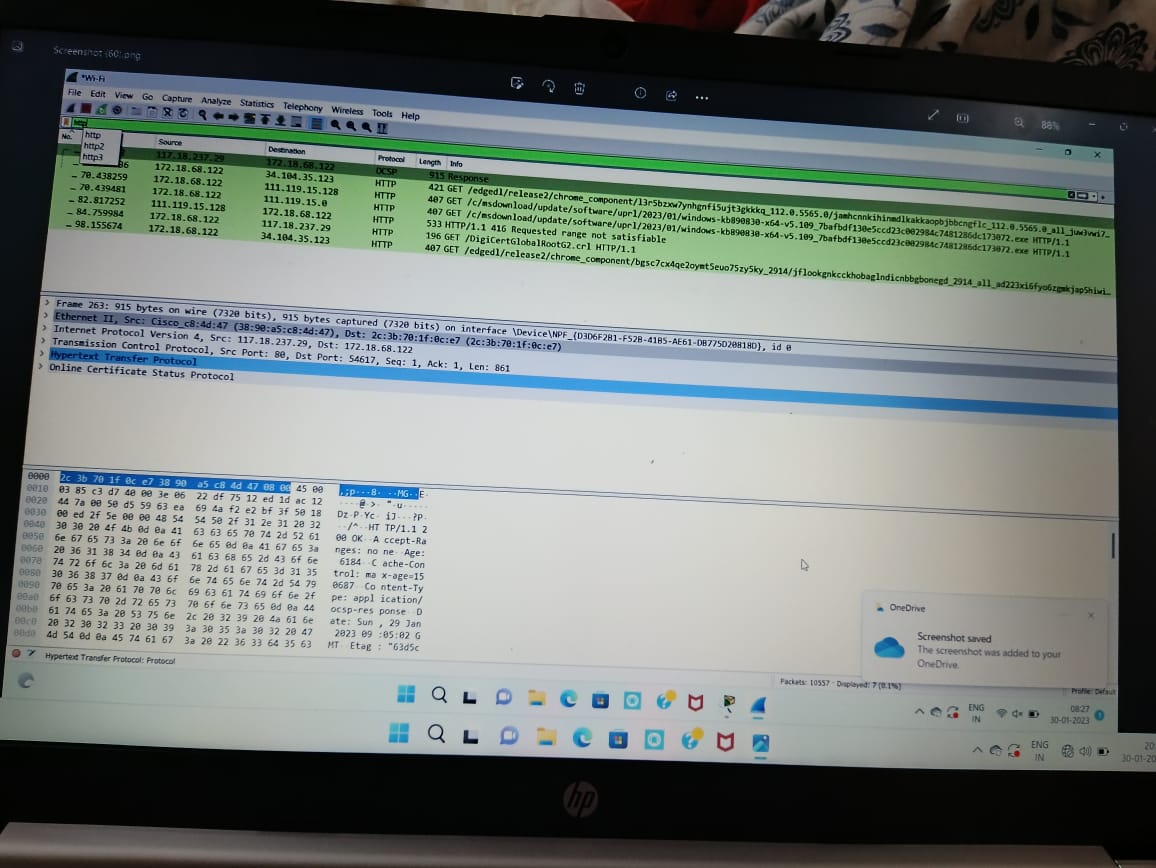 Screenshot (60).png
88%
*Wi-Fi
File Edit View Go Capture Analyze Statistics Telephony Wireless Tools Help
http
http
http2
http3
No. Source Destination Protocol Length Info
117.18.237.29 172.18.68.122 OCSP 915 Response
172.18.68.122 34.104.35.123 HTTP 421 GET /edgedl/release2/chrome_component/
70.438259 172.18.68.122 111.119.15.128 HTTP 407 GET /c/msdownload/update/software/uprl/2023/01/windows-kb890830-x64-v5.109_7bafbdf130e5ccd23c002984c7481286dc173072.exe HTTP/1.1
70.439481 172.18.68.122 111.119.15.0 HTTP 407 GET /c/msdownload/update/software/uprl/2023/01/windows-kb890830-x64-v5.109_7bafbdf130e5ccd23c002984c7481286dc173072.exe HTTP/1.1
82.817252 111.119.15.128 172.18.68.122 HTTP 533 HTTP/1.1 416 Requested range not satisfiable
84.759984 172.18.68.122 117.18.237.29 HTTP 196 GET /DigiCertGlobalRootG2.crl HTTP/1.1
98.155674 172.18.68.122 34.104.35.123 HTTP 407 GET /edgedl/release2/chrome_component/
Frame 263: 915 bytes on wire (7320 bits), 915 bytes captured (7320 bits) on interface \Device\NPF_{D3D6F2B1-F52B-41B5-AE61-DB775D20818D}, id 0
Ethernet II, Src: Cisco_c8:4d:47 (38:90:a5:c8:4d:47), Dst: 2c:3b:70:1f:0c:e7 (2c:3b:70:1f:0c:e7)
Internet Protocol Version 4, Src: 117.18.237.29, Dst: 172.18.68.122
Transmission Control Protocol, Src Port: 80, Dst Port: 54617, Seq: 1, Ack: 1, Len: 861
Hypertext Transfer Protocol
Online Certificate Status Protocol
0000 2c 3b 70 1f 0c e7 38 90 a5 c8 4d 47 08 00 45 00 ,;p···8· ··MG··E·
0010 03 85 c3 d7 40 00 3e 06 22 df 75 12 ed 1d ac 12 ····@·>· "·u·····
0020 44 7a 00 50 d5 59 63 ea 69 4a f2 e2 bf 3f 50 18 Dz·P·Yc· iJ···?P·
0030 00 ed 2f 5e 00 00 48 54 54 50 2f 31 2e 31 20 32 ··/^··HT TP/1.1 2
0040 30 30 20 4f 4b 0d 0a 41 63 63 65 70 74 2d 52 61 00 OK··A ccept-Ra
0050 6e 67 65 73 3a 20 6e 6f 6e 65 0d 0a 41 67 65 3a nges: no ne··Age:
0060 20 36 31 38 34 0d 0a 43 61 63 68 65 2d 43 6f 6e 6184··C ache-Con
0070 74 72 6f 6c 3a 20 6d 61 78 2d 61 67 65 3d 31 35 trol: ma x-age=15
0080 30 36 38 37 0d 0a 43 6f 6e 74 65 6e 74 2d 54 79 0687··Co ntent-Ty
0090 70 65 3a 20 61 70 70 6c 69 63 61 74 69 6f 6e 2f pe: appl ication/
00a0 6f 63 73 70 2d 72 65 73 70 6f 6e 73 65 0d 0a 44 ocsp-res ponse··D
00b0 61 74 65 3a 20 53 75 6e 2c 20 32 39 20 4a 61 6e ate: Sun , 29 Jan
00c0 20 32 30 32 33 20 30 39 3a 30 35 3a 30 32 20 47 2023 09 :05:02 G
00d0 4d 54 0d 0a 45 54 61 67 3a 20 22 36 33 64 35 63 MT··Etag : "63d5c
OneDrive
Screenshot saved
The screenshot was added to your
OneDrive.
Hypertext Transfer Protocol: Protocol
Packets: 10557 · Displayed: 7 (0.1%)
Profile: Default
ENG
IN
08:27
30-01-2023
ENG
IN
20
30-01-20
hp